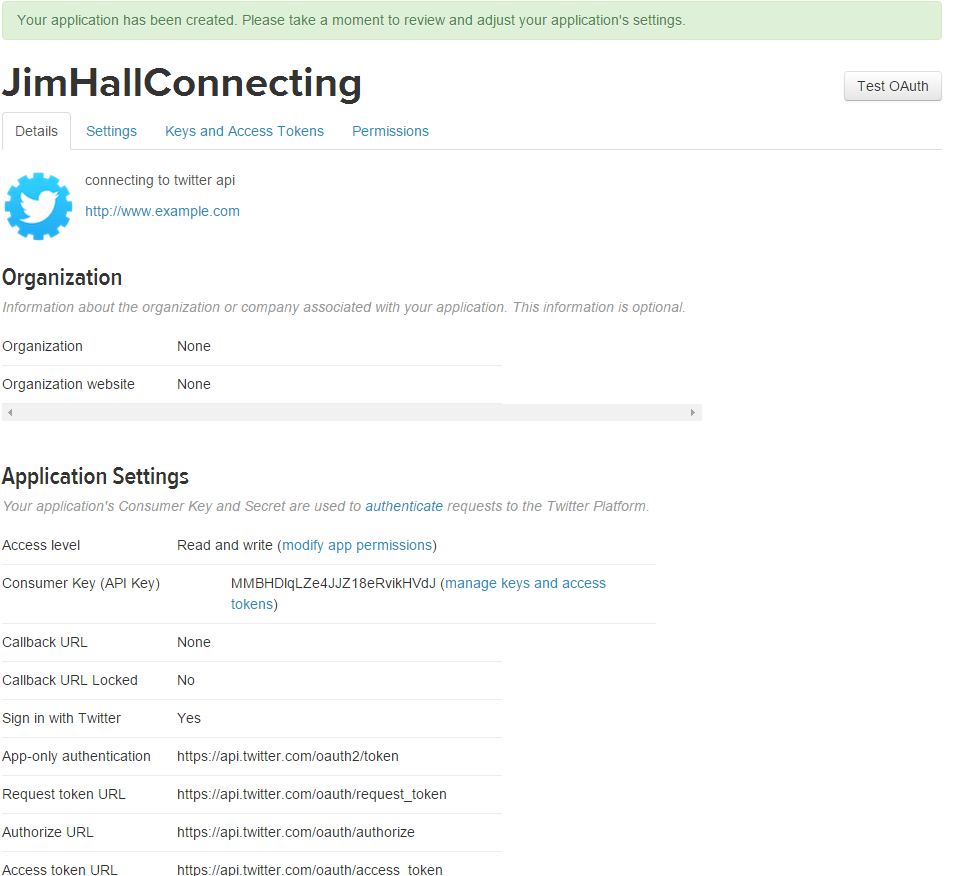 Your application has been created. Please take a moment to review and adjust your application's settings.
JimHallConnecting
Test OAuth
Details Settings Keys and Access Tokens Permissions
connecting to twitter api
http://www.example.com
Organization
Information about the organization or company associated with your application. This information is optional.
Organization None
Organization website None
Application Settings
Your application's Consumer Key and Secret are used to authenticate requests to the Twitter Platform.
Access level Read and write (modify app permissions)
Consumer Key (API Key) MMBHDlqLZe4JJZ18eRvikHVdJ (manage keys and access
tokens)
Callback URL None
Callback URL Locked No
Sign in with Twitter Yes
App-only authentication https://api.twitter.com/oauth2/token
Request token URL https://api.twitter.com/oauth/request_token
Authorize URL https://api.twitter.com/oauth/authorize
Access token URL https://api.twitter.com/oauth/access_token